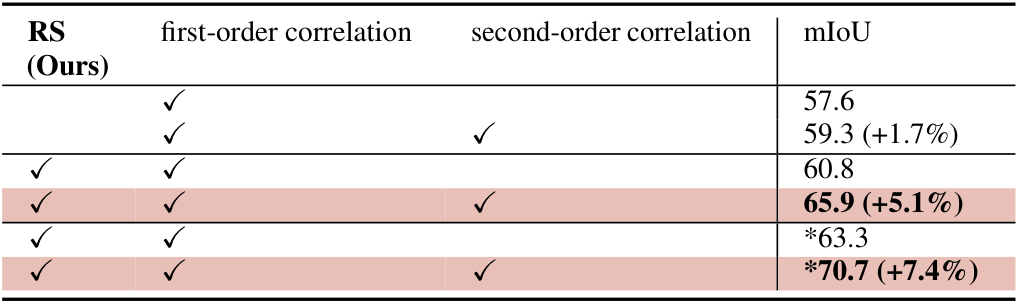 RS first-order correlation second-order correlation mIoU
(Ours)
✓ 57.6
✓ ✓ 59.3 (+1.7%)
✓ ✓ 60.8
✓ ✓ ✓ 65.9 (+5.1%)
✓ ✓ *63.3
✓ ✓ ✓ *70.7 (+7.4%)